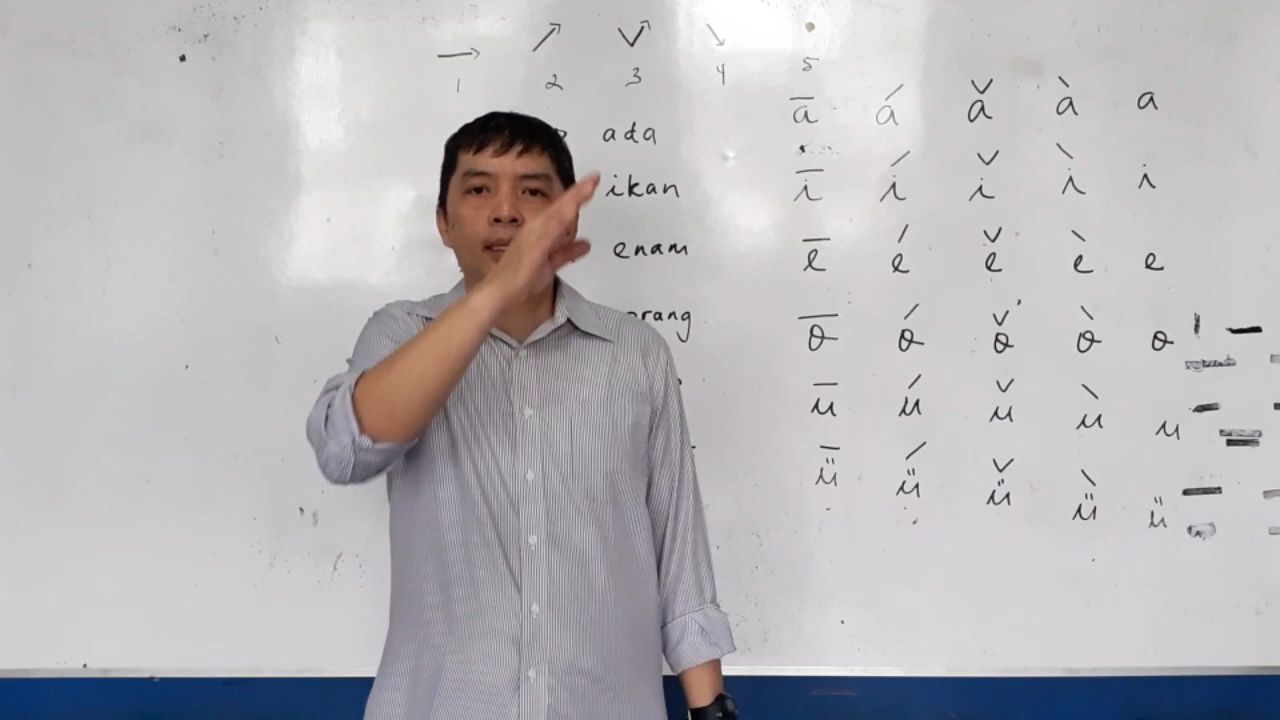 → ↗ ✓ ↘ •
1 2 3 4 5
ada
ikan
enam
ā á ǎ à a
ī í ǐ ì i
ē é ě è e
ō ó ǒ ò o
ū ú ǔ ù u
ǖ ǘ ǚ ǜ ü